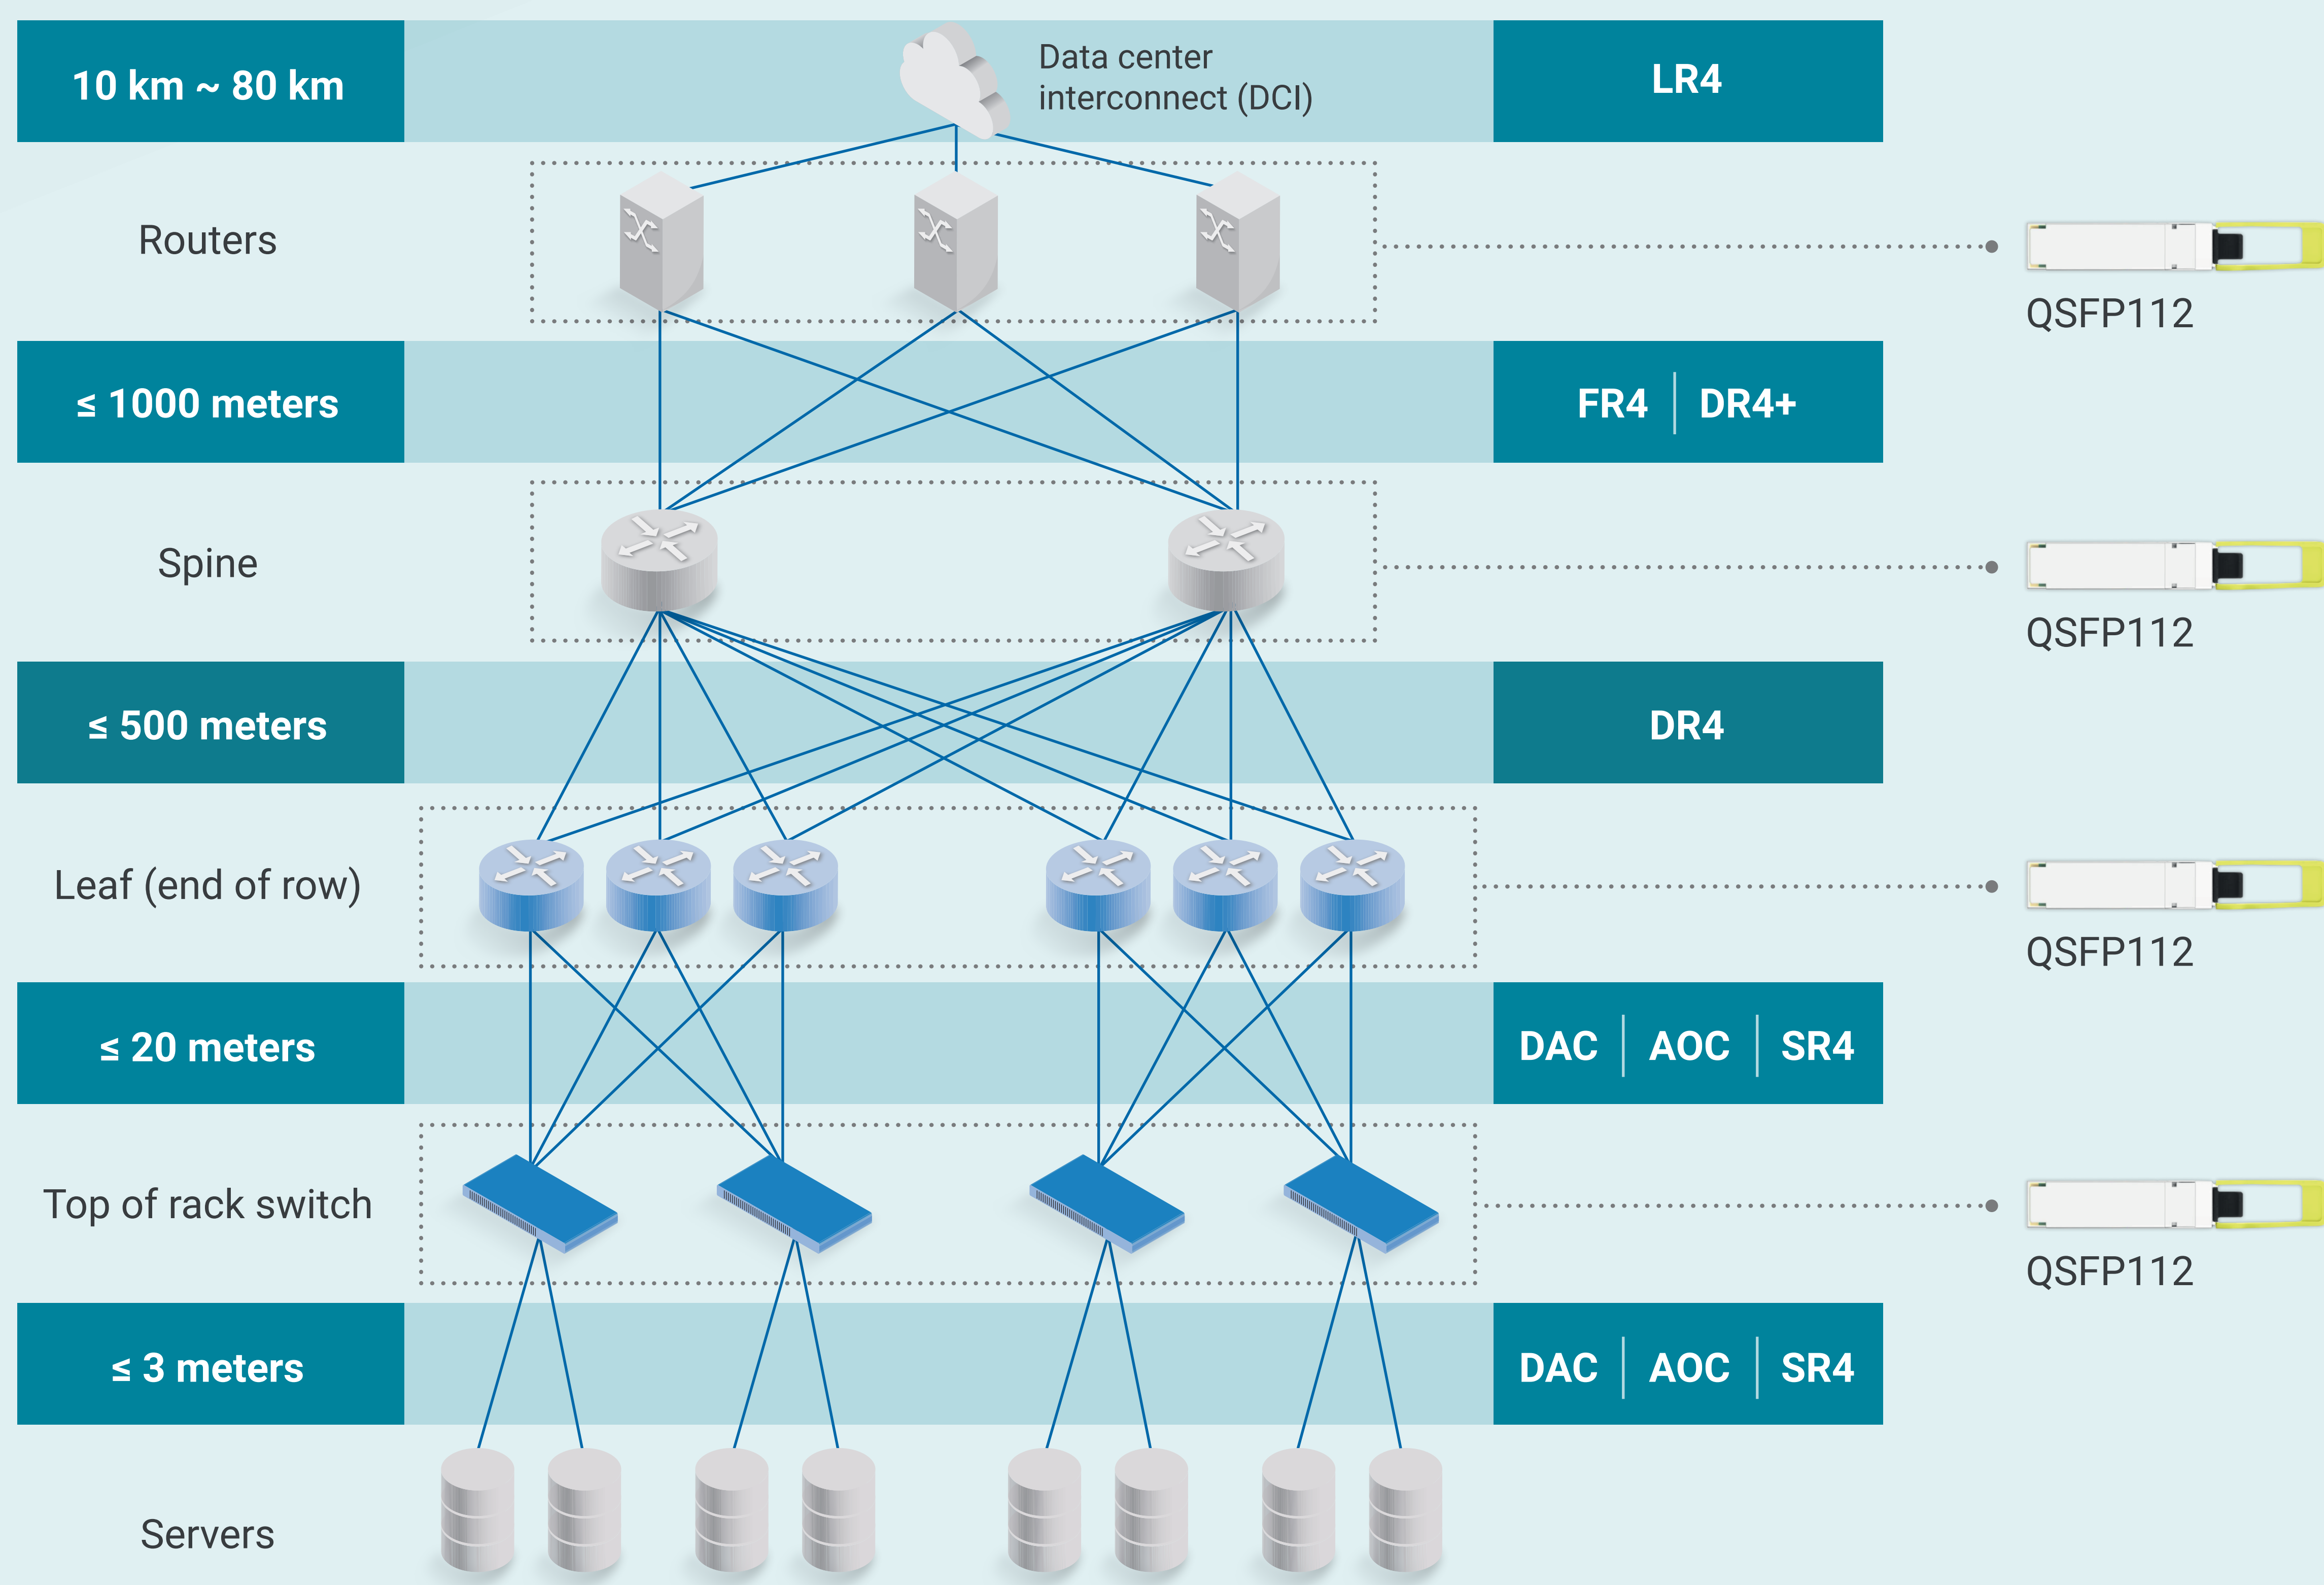 10 km ~ 80 km
Data center
interconnect (DCI)
LR4
Routers
QSFP112
≤ 1000 meters
FR4 | DR4+
Spine
QSFP112
≤ 500 meters
DR4
Leaf (end of row)
QSFP112
≤ 20 meters
DAC | AOC | SR4
Top of rack switch
QSFP112
≤ 3 meters
DAC | AOC | SR4
Servers